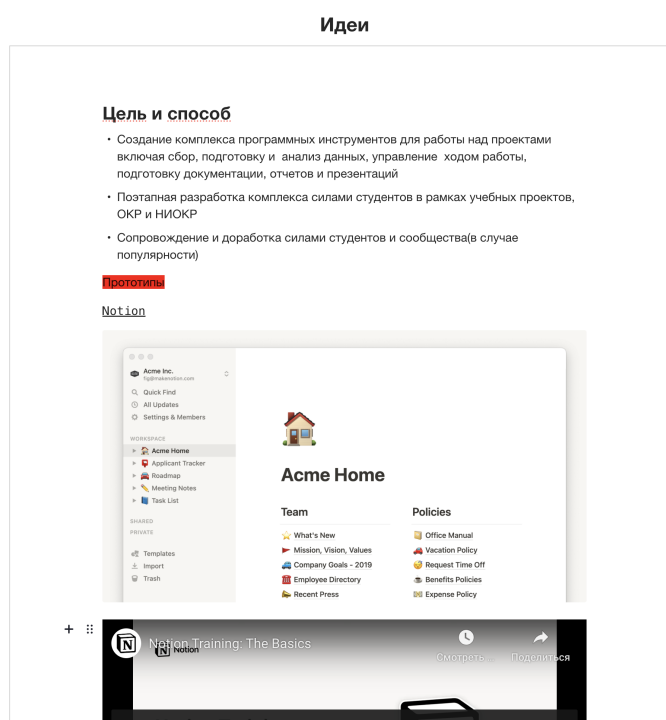 Идеи
Цель и способ
• Создание комплекса программных инструментов для работы над проектами
включая сбор, подготовку и  анализ данных, управление  ходом работы,
подготовку документации, отчетов и презентаций
• Поэтапная разработка комплекса силами студентов в рамках учебных проектов,
ОКР и НИОКР
• Сопровождение и доработка силами студентов и сообщества(в случае
популярности)
Прототипы
Notion
Acme Inc.
fig@makenotion.com
Quick Find
All Updates
Settings & Members
WORKSPACE
Acme Home
Applicant Tracker
Roadmap
Meeting Notes
Task List
SHARED
PRIVATE
Templates
Import
Trash
Acme Home
Team
What's New
Mission, Vision, Values
Company Goals - 2019
Employee Directory
Recent Press
Policies
Office Manual
Vacation Policy
Request Time Off
Benefits Policies
Expense Policy
Notion Training: The Basics
Notion
Смотреть ...
Поделиться